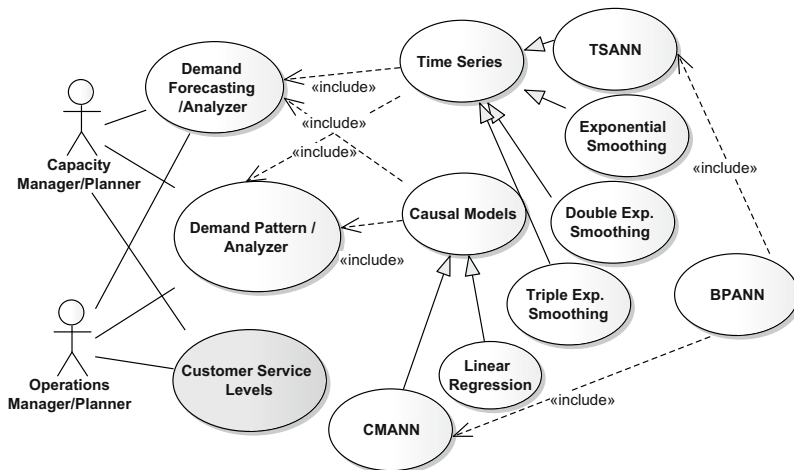 Demand
Forecasting
/Analyzer
Time Series
TSANN
«include»
«include»
«include»
Exponential
Smoothing
Capacity
Manager/Planner
«include»
Demand Pattern /
Analyzer
Causal Models
Double Exp.
Smoothing
«include»
Triple Exp.
Smoothing
BPANN
Operations
Manager/Planner
Customer Service
Levels
Linear
Regression
«include»
CMANN